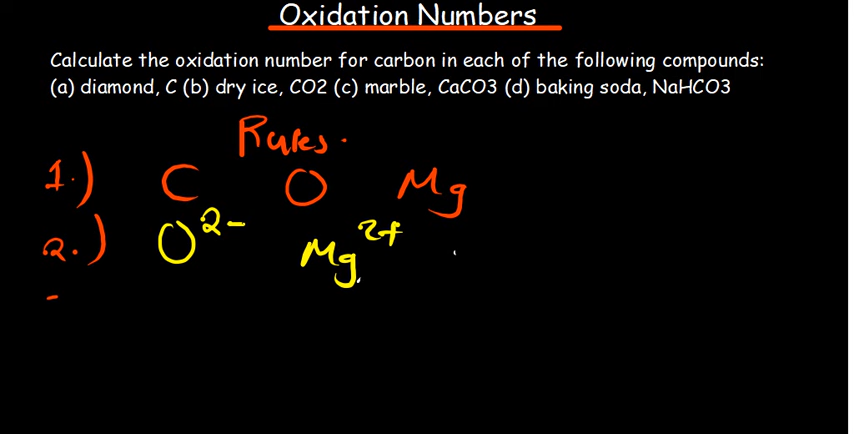 Oxidation Numbers
Calculate the oxidation number for carbon in each of the following compounds:
(a) diamond, C (b) dry ice, CO2 (c) marble, CaCO3 (d) baking soda, NaHCO3
Rules.
1.) C O Mg
2.) O²⁻ Mg²⁺
-